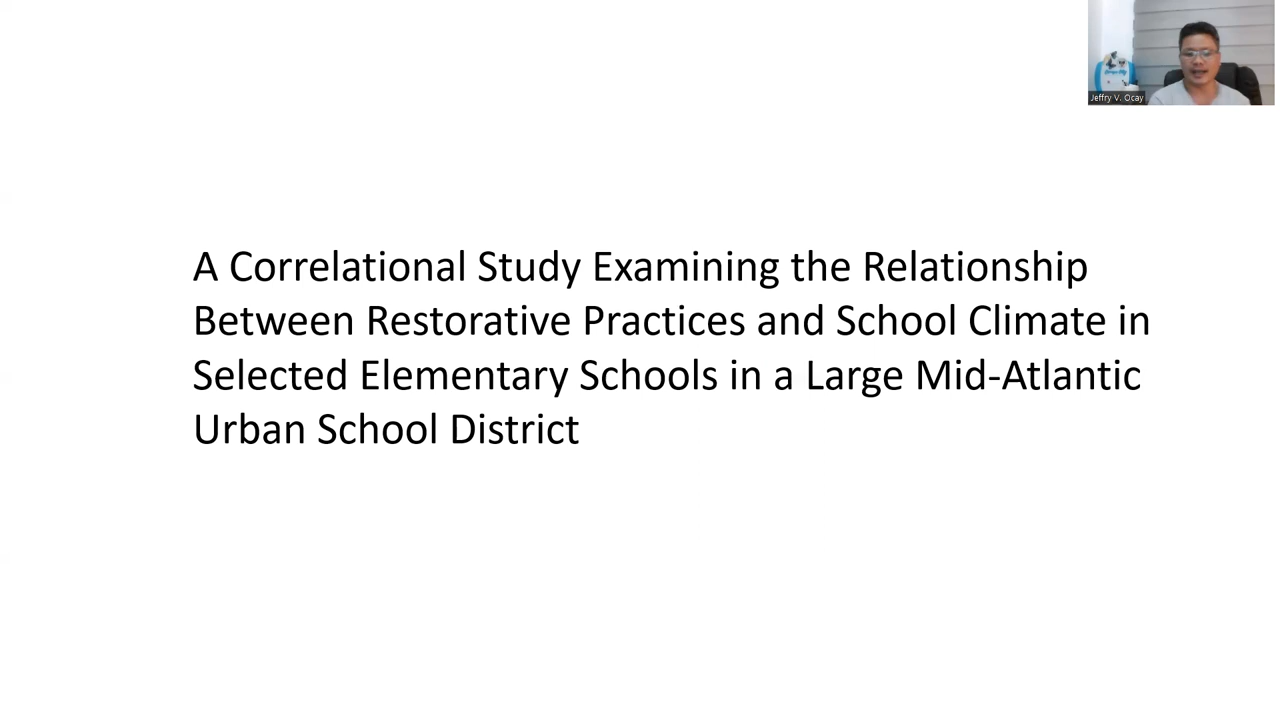 Jeffry V. Ocay
A Correlational Study Examining the Relationship
Between Restorative Practices and School Climate in
Selected Elementary Schools in a Large Mid-Atlantic
Urban School District